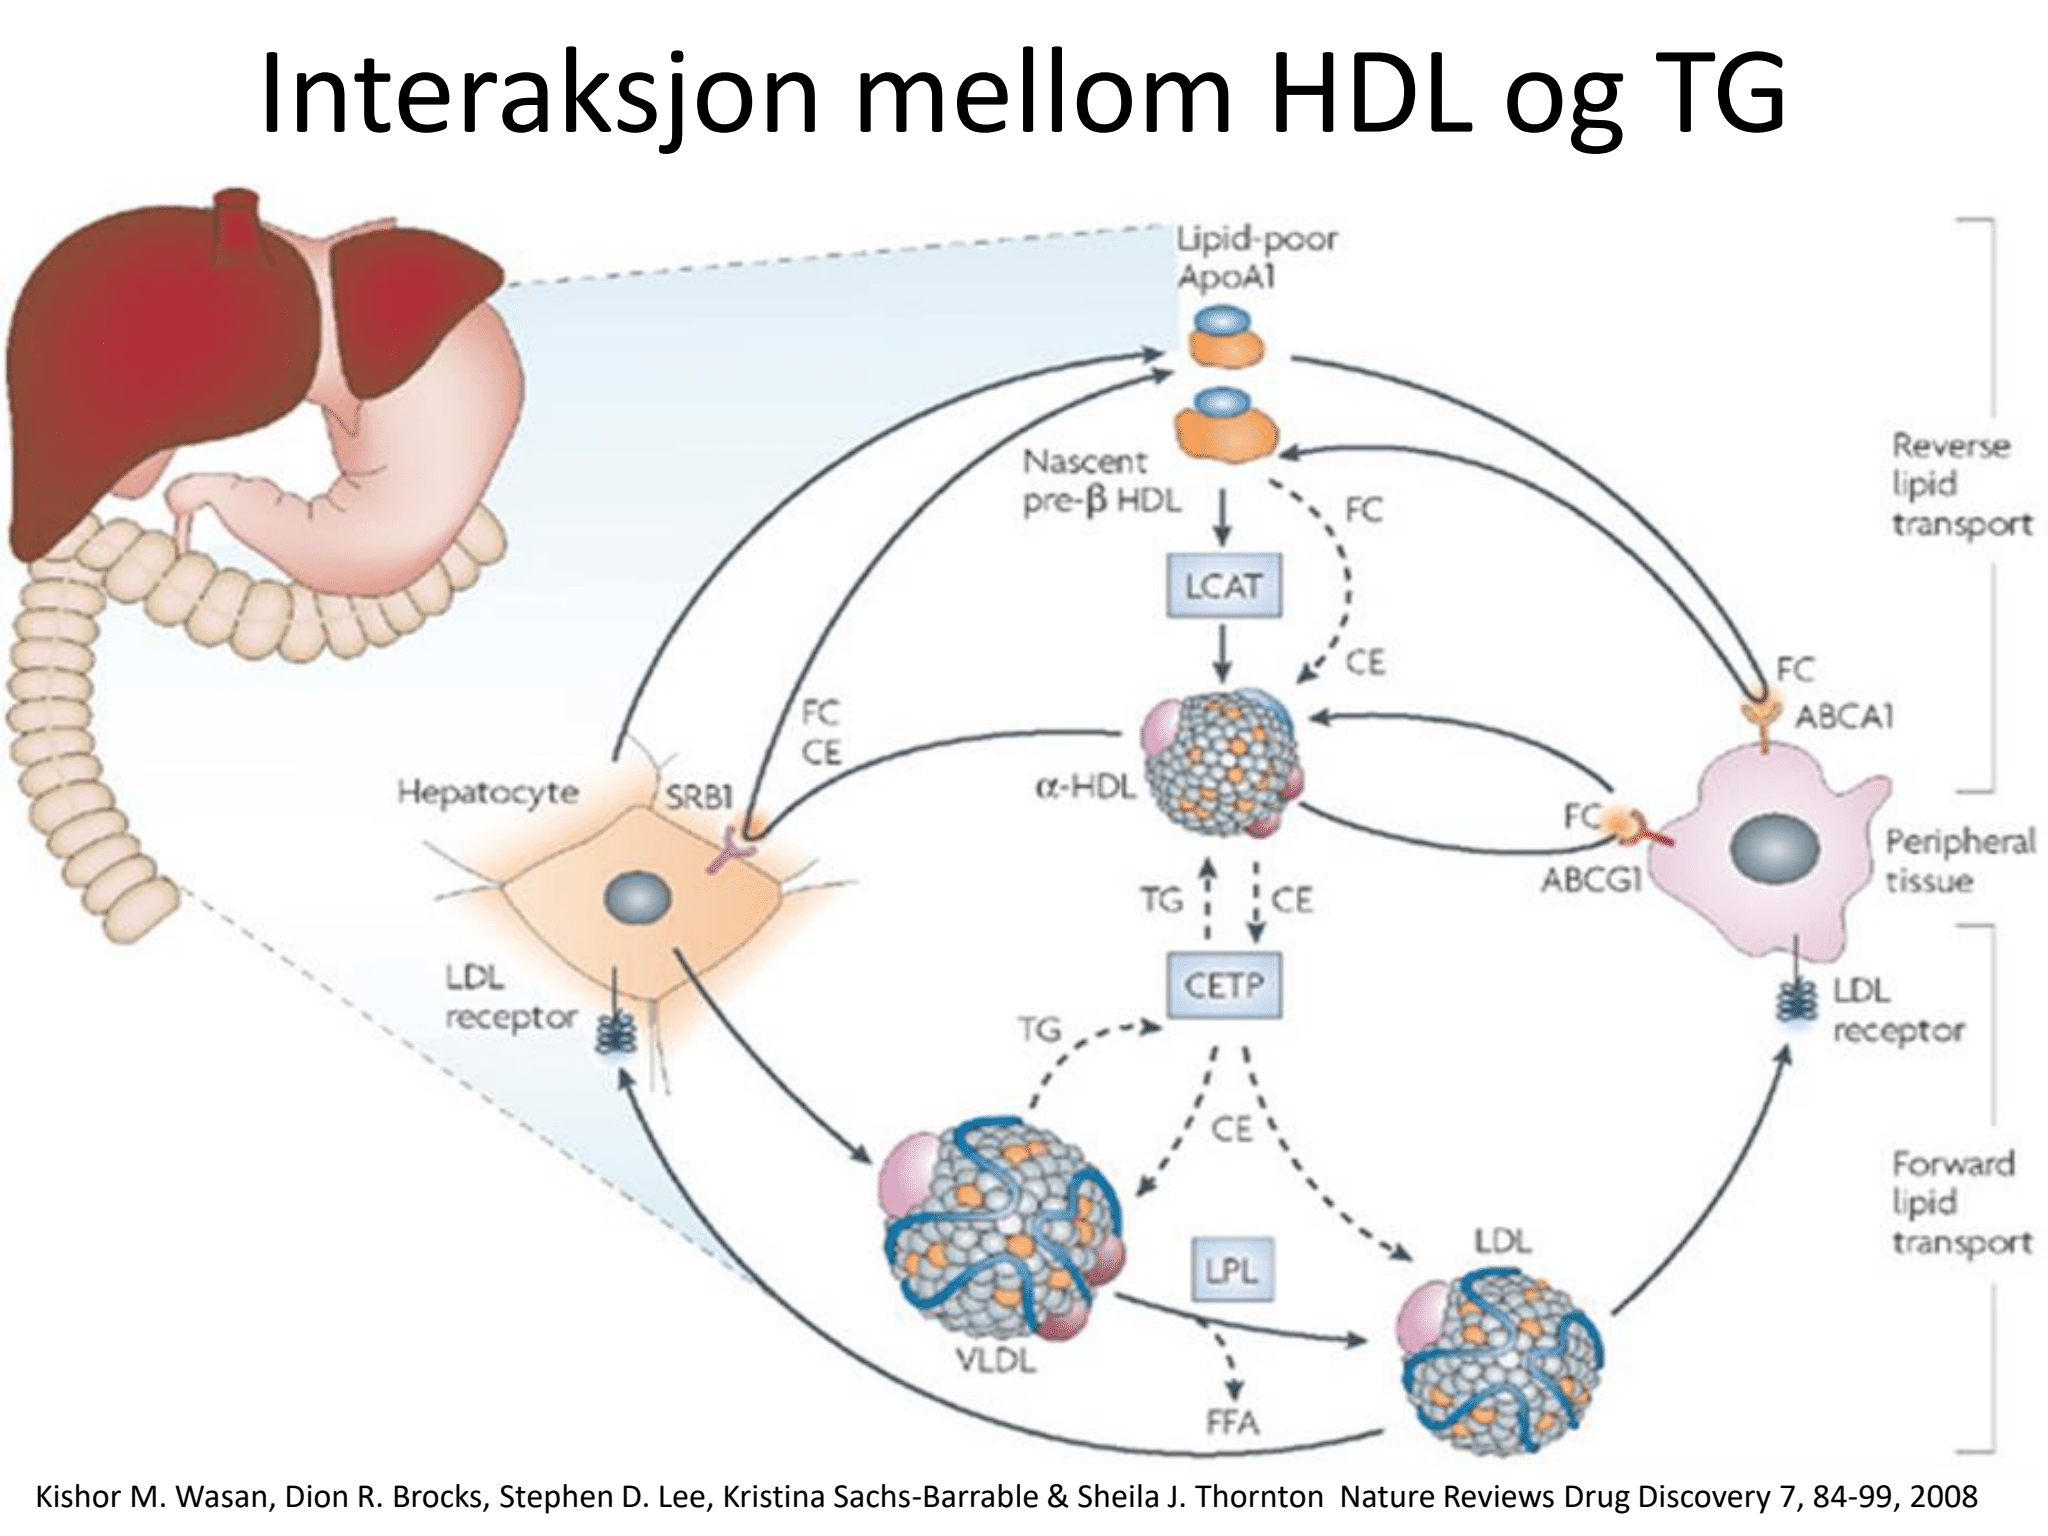 Interaksjon mellom HDL og TG
Lipid-poor
ApoA1
Nascent
pre-β HDL
FC
LCAT
CE
Reverse
lipid
transport
FC
ABCA1
FC
CE
α-HDL
Hepatocyte
SRB1
FC
ABCG1
Peripheral
tissue
TG
CE
CETP
LDL
receptor
LDL
receptor
TG
CE
Forward
lipid
transport
LPL
LDL
VLDL
FFA
Kishor M. Wasan, Dion R. Brocks, Stephen D. Lee, Kristina Sachs-Barrable & Sheila J. Thornton  Nature Reviews Drug Discovery 7, 84-99, 2008